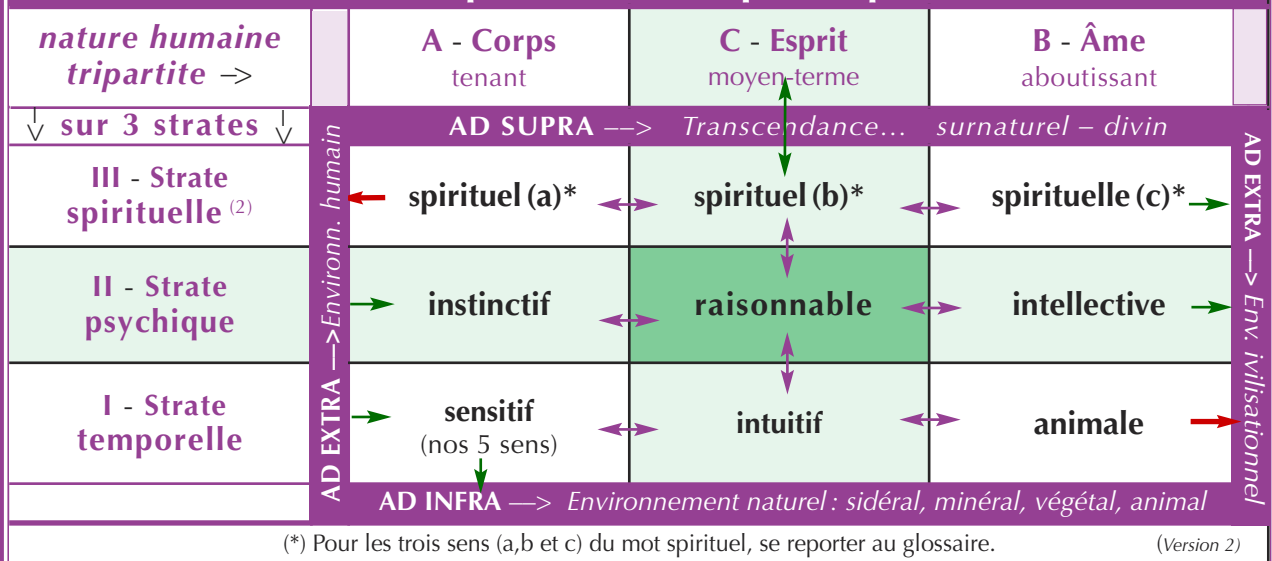 nature humaine
tripartite –>
A - Corps
tenant
C - Esprit
moyen-terme
B - Âme
aboutissant
sur 3 strates
AD SUPRA —> Transcendance... surnaturel – divin
III - Strate
spirituelle (2)
spirituel (a)*
spirituel (b)*
spirituelle (c)*
II - Strate
psychique
instinctif
raisonnable
intellective
I - Strate
temporelle
sensitif
(nos 5 sens)
intuitif
animale
AD EXTRA —>Environn. humain
AD EXTRA —> Env. ivilisationnel
AD INFRA —> Environnement naturel : sidéral, minéral, végétal, animal
(*) Pour les trois sens (a,b et c) du mot spirituel, se reporter au glossaire.
(Version 2)